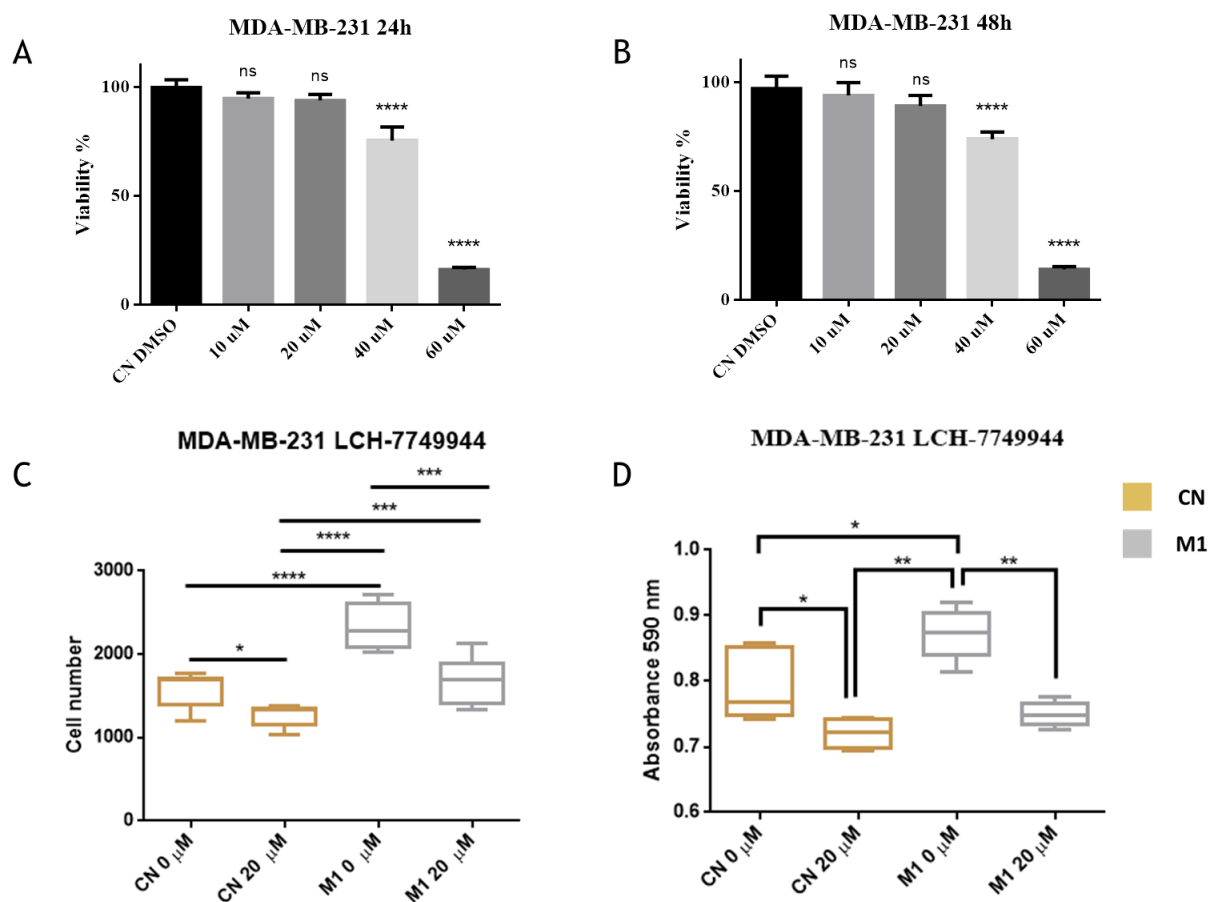 A
MDA-MB-231 24h
ns
ns
****
****
Viability %
100
50
0
CN DMSO
10 uM
20 uM
40 uM
60 uM
B
MDA-MB-231 48h
ns
ns
****
****
Viability %
100
50
0
CN DMSO
10 uM
20 uM
40 uM
60 uM
C
MDA-MB-231 LCH-7749944
***
***
****
****
*
Cell number
3000
2000
1000
0
CN 0 μM
CN 20 μM
M1 0 μM
M1 20 μM
D
MDA-MB-231 LCH-7749944
CN
M1
*
**
**
*
Absorbance 590 nm
1.0
0.9
0.8
0.7
0.6
CN 0 μM
CN 20 μM
M1 0 μM
M1 20 μM